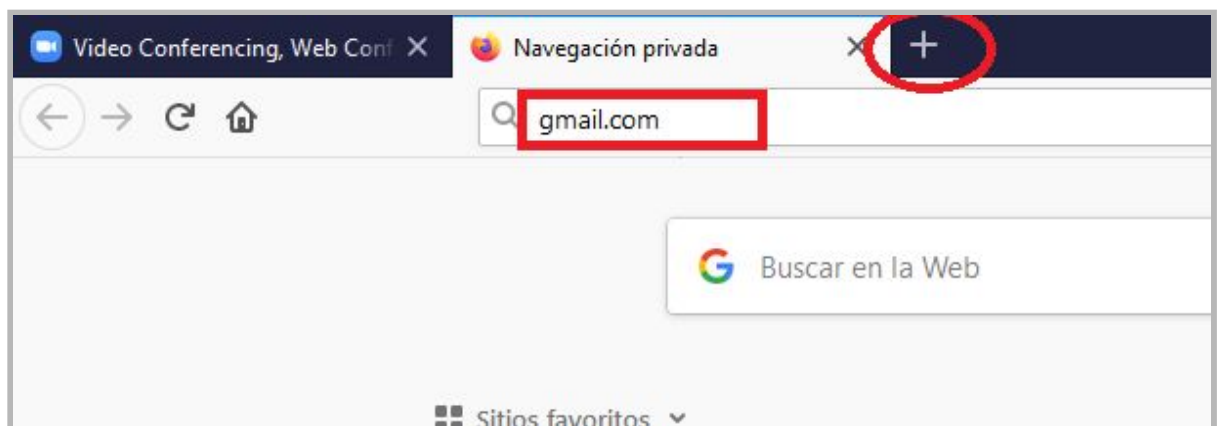 Video Conferencing, Web Conf
Navegación privada
gmail.com
Buscar en la Web
Sitios favoritos